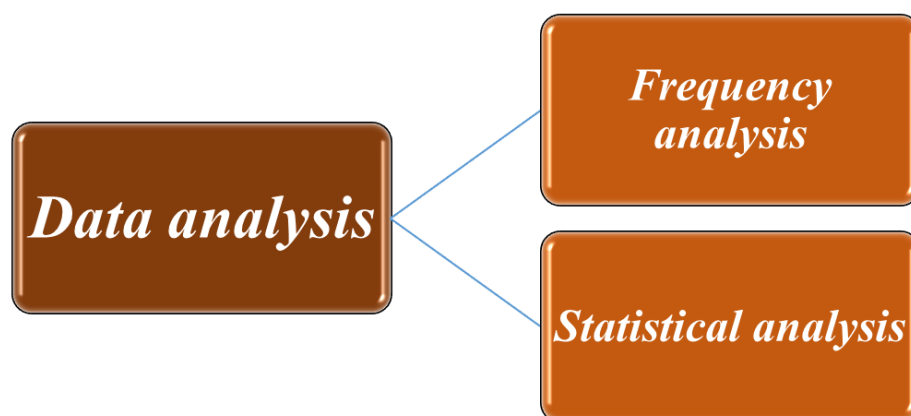 Data analysis
Frequency
analysis
Statistical analysis